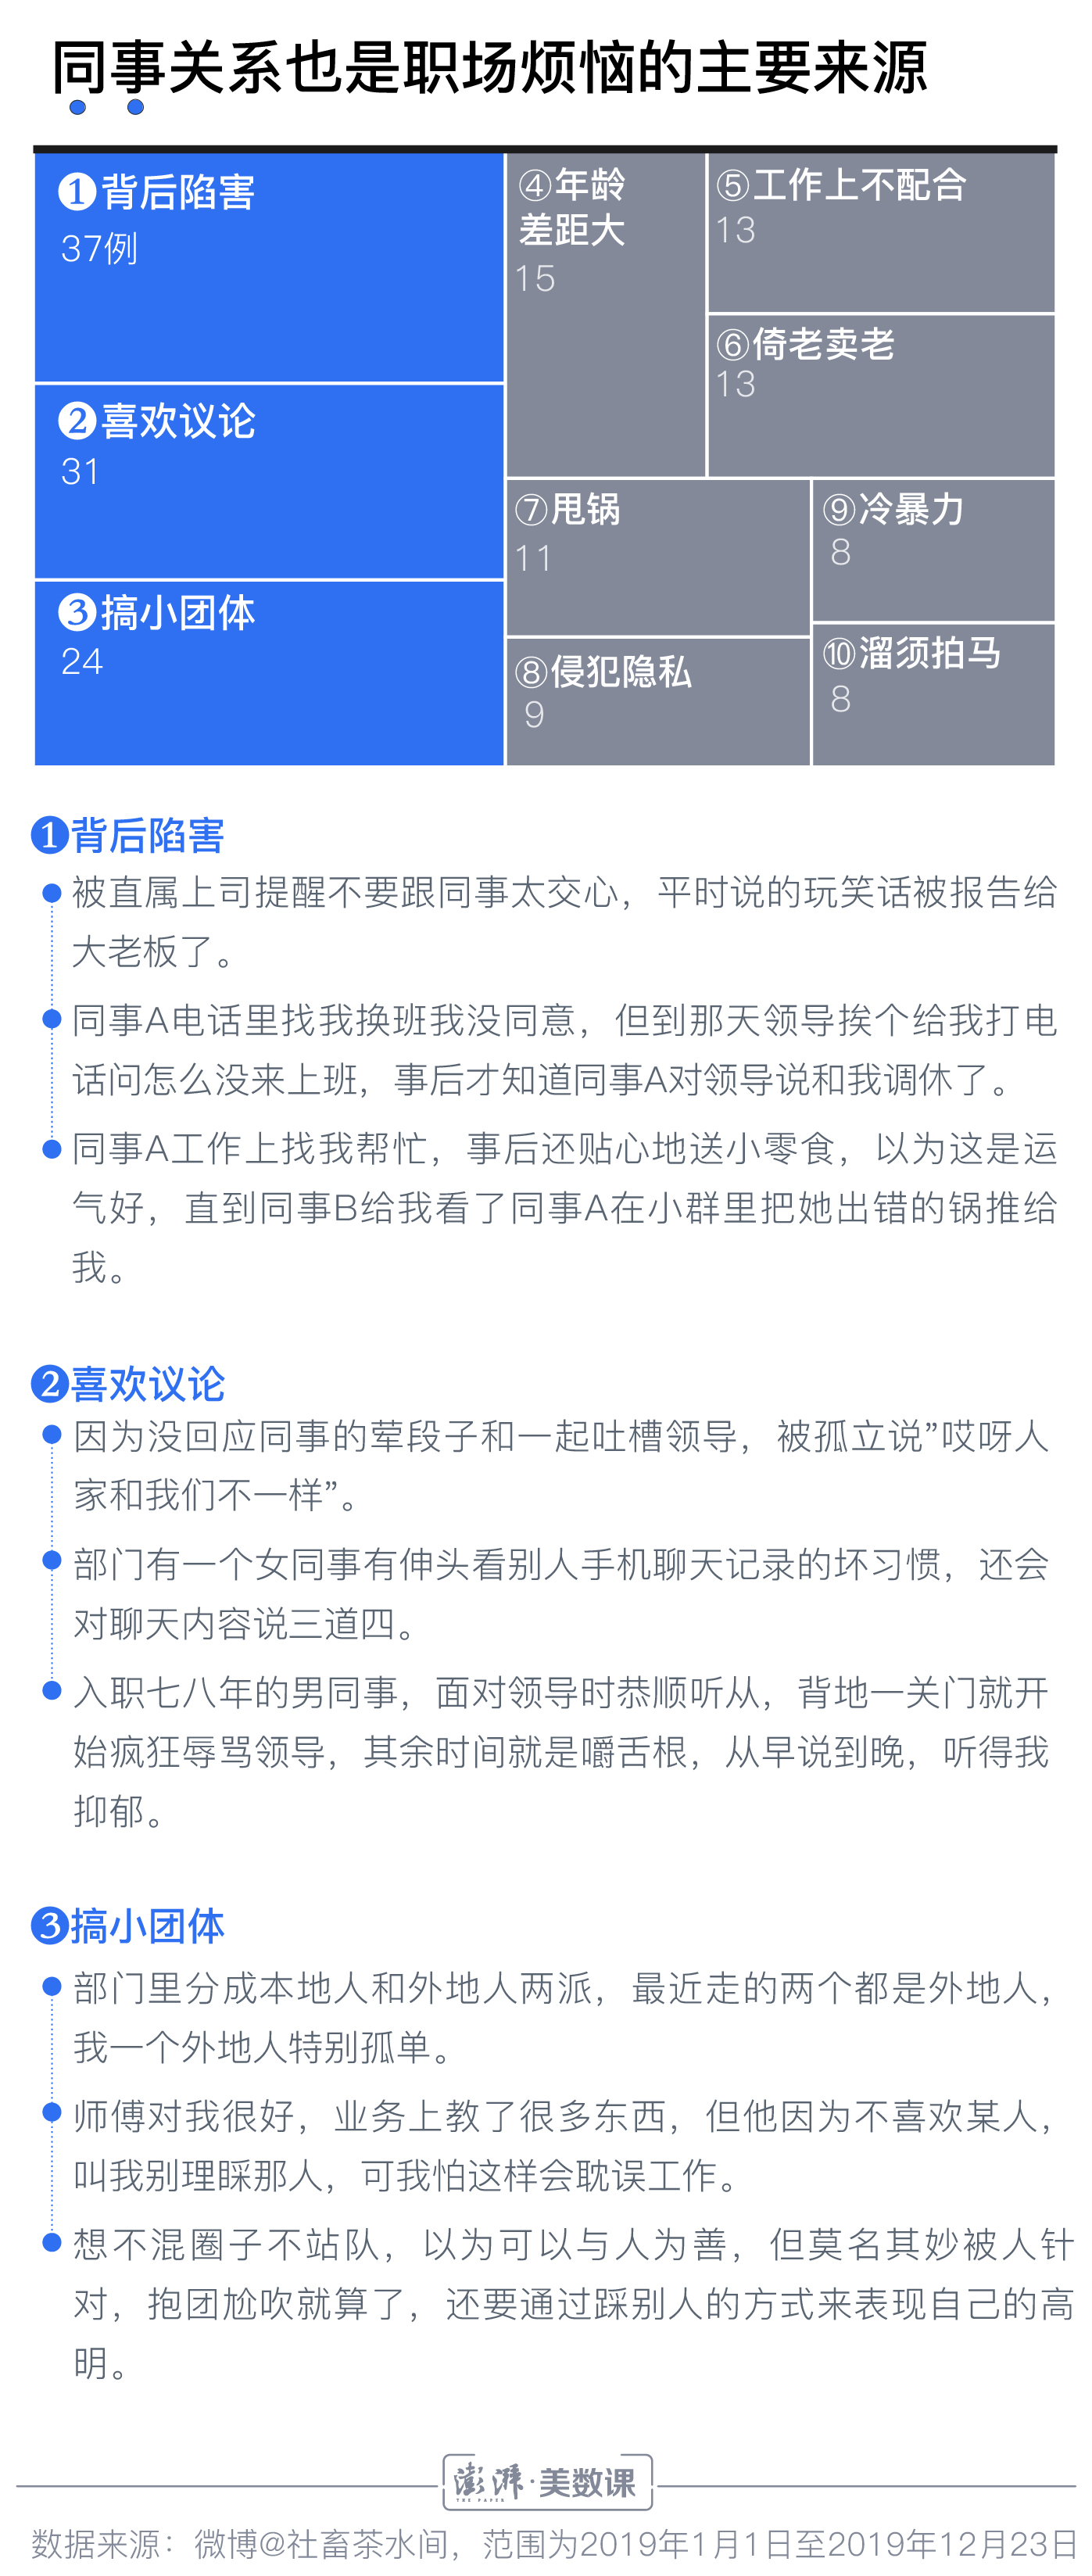 同事关系也是职场烦恼的主要来源
❶背后陷害
37例
❷喜欢议论
31
❸搞小团体
24
④年龄
差距大
15
⑤工作上不配合
13
⑥倚老卖老
13
⑦甩锅
11
⑧侵犯隐私
9
⑨冷暴力
8
⑩溜须拍马
8
❶背后陷害
被直属上司提醒不要跟同事太交心，平时说的玩笑话被报告给
大老板了。
同事A电话里找我换班我没同意，但到那天领导挨个给我打电
话问怎么没来上班，事后才知道同事A对领导说和我调休了。
同事A工作上找我帮忙，事后还贴心地送小零食，以为这是运
气好，直到同事B给我看了同事A在小群里把她出错的锅推给
我。
❷喜欢议论
因为没回应同事的荤段子和一起吐槽领导，被孤立说”哎呀人
家和我们不一样”。
部门有一个女同事有伸头看别人手机聊天记录的坏习惯，还会
对聊天内容说三道四。
入职七八年的男同事，面对领导时恭顺听从，背地一关门就开
始疯狂辱骂领导，其余时间就是嚼舌根，从早说到晚，听得我
抑郁。
❸搞小团体
部门里分成本地人和外地人两派，最近走的两个都是外地人，
我一个外地人特别孤单。
师傅对我很好，业务上教了很多东西，但他因为不喜欢某人，
叫我别理睬那人，可我怕这样会耽误工作。
想不混圈子不站队，以为可以与人为善，但莫名其妙被人针
对，抱团尬吹就算了，还要通过踩别人的方式来表现自己的高
明。
澎湃·美数课
THE PAPER
数据来源：微博@社畜茶水间，范围为2019年1月1日至2019年12月23日